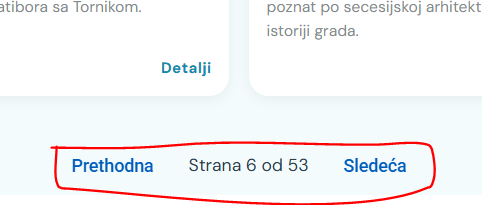 atibora sa Tornikom.
Detalji
poznat po secesijskoj arhitekt
istoriji grada.
Prethodna Strana 6 od 53 Sledeća